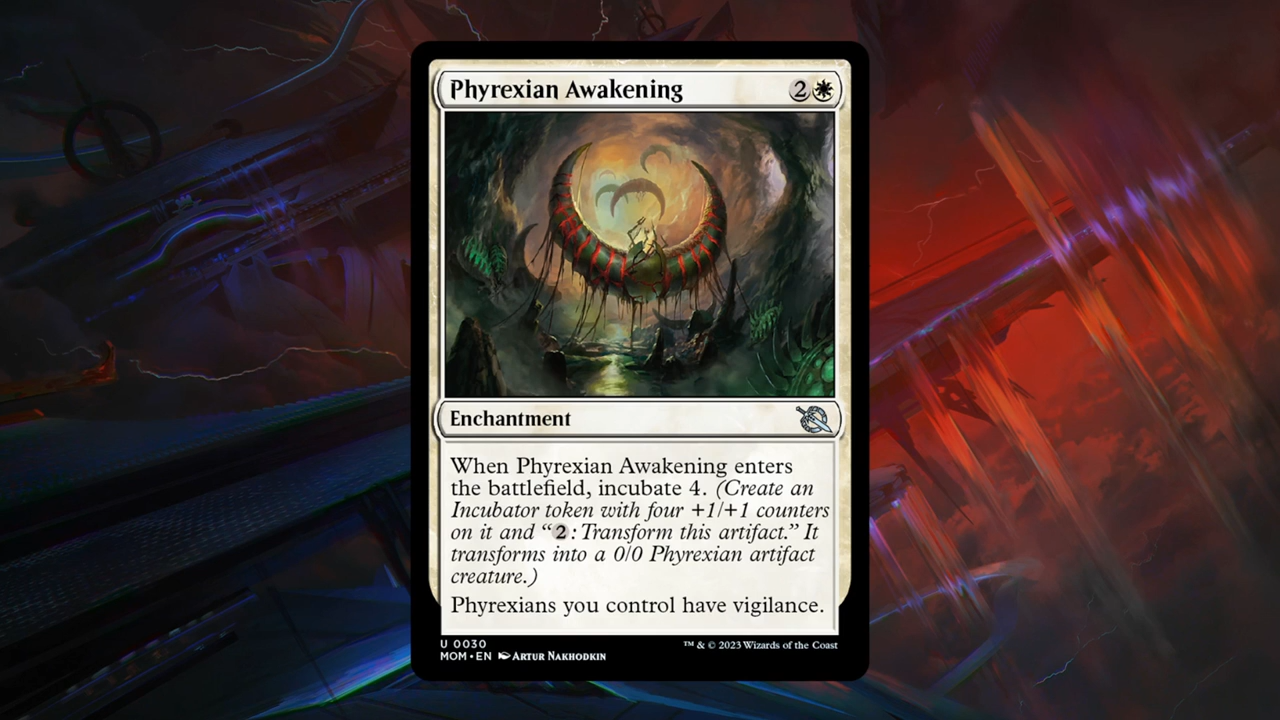 Phyrexian Awakening 2
Enchantment
When Phyrexian Awakening enters
the battlefield, incubate 4. (Create an
Incubator token with four +1/+1 counters
on it and “2: Transform this artifact.” It
transforms into a 0/0 Phyrexian artifact
creature.)
Phyrexians you control have vigilance.
U 0030
MOM • EN Artur Nakhodkin
™ & © 2023 Wizards of the Coast